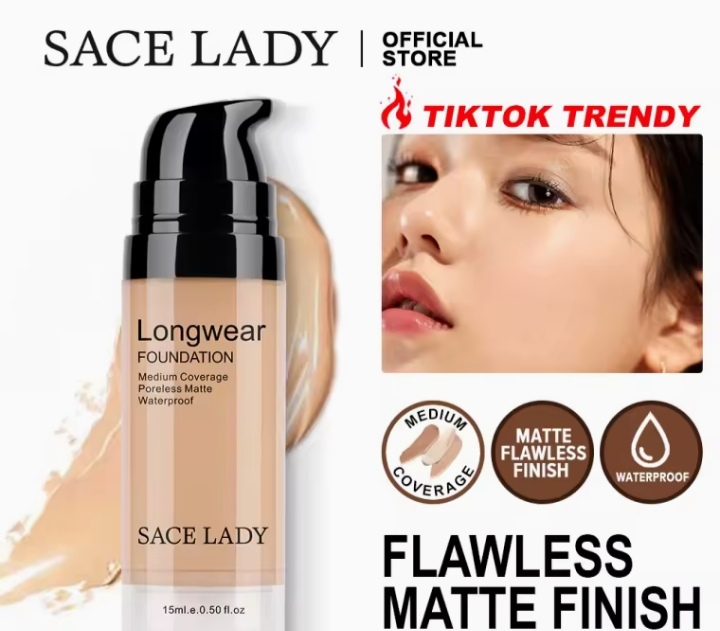 SACE LADY
OFFICIAL
STORE
TIKTOK TRENDY
Longwear
FOUNDATION
Medium Coverage
Poreless Matte
Waterproof
SACE LADY
15ml.e.0.50 fl.oz
MEDIUM
COVERAGE
MATTE
FLAWLESS
FINISH
WATERPROOF
FLAWLESS
MATTE FINISH